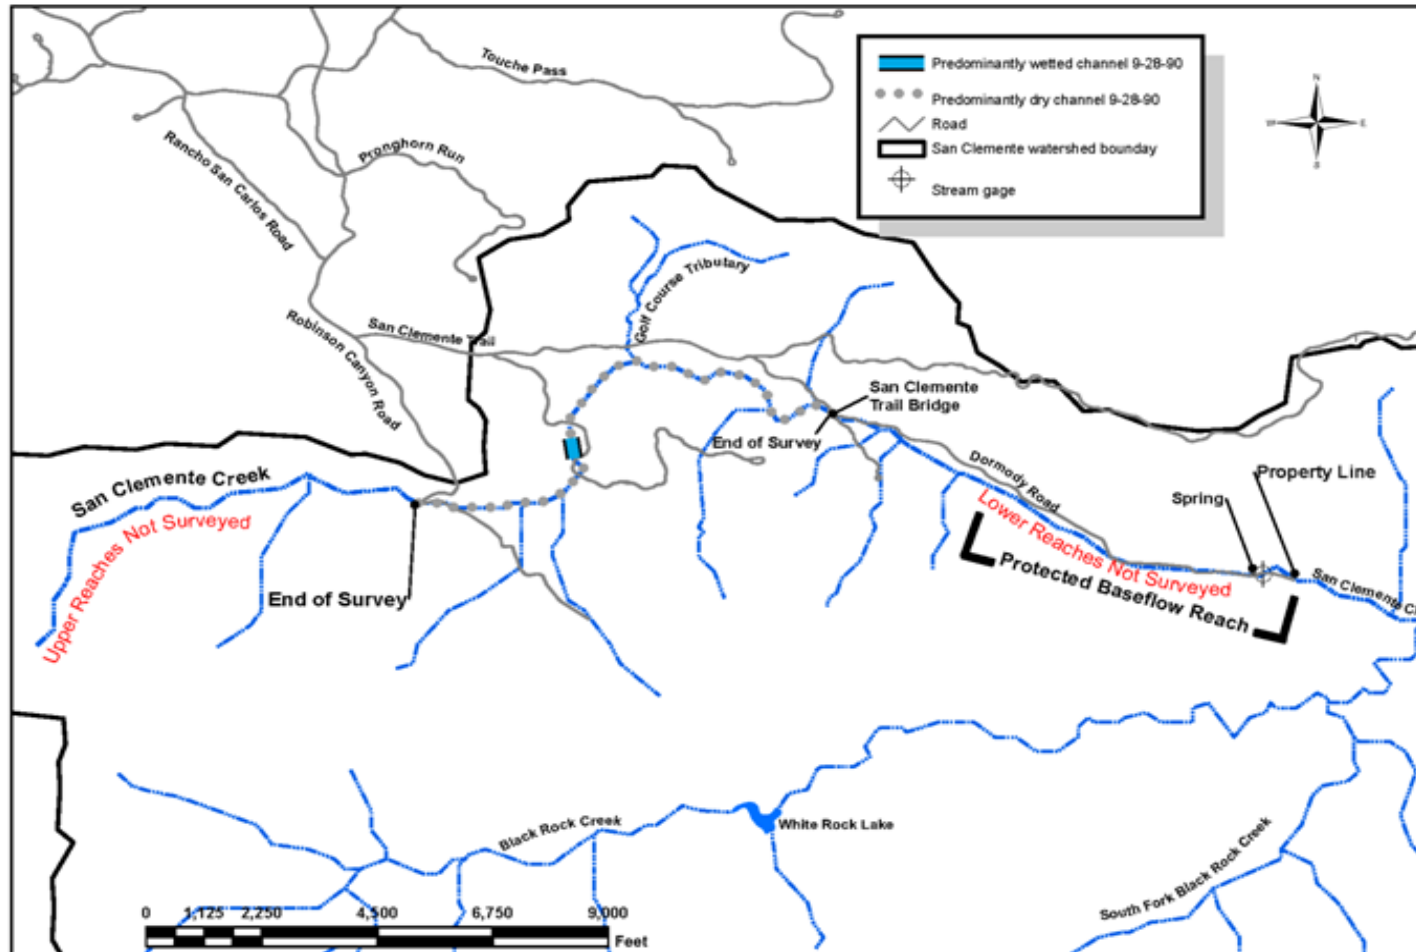 Touche Pass
Predominantly wetted channel 9-28-90
Predominantly dry channel 9-28-90
Road
San Clemente watershed bounday
Stream gage
N
W
E
S
Rancho San Carlos Road
Pronghorn Run
Golf Course Tributary
San Clemente Trail
Robinson Canyon Road
San Clemente
Trail Bridge
End of Survey
Dormody Road
Property Line
Spring
San Clemente Creek
Upper Reaches Not Surveyed
Lower Reaches Not Surveyed
Protected Baseflow Reach
San Clemente C
End of Survey
White Rock Lake
Black Rock Creek
South Fork Black Rock Creek
0 1,125 2,250 4,500 6,750 9,000
Feet